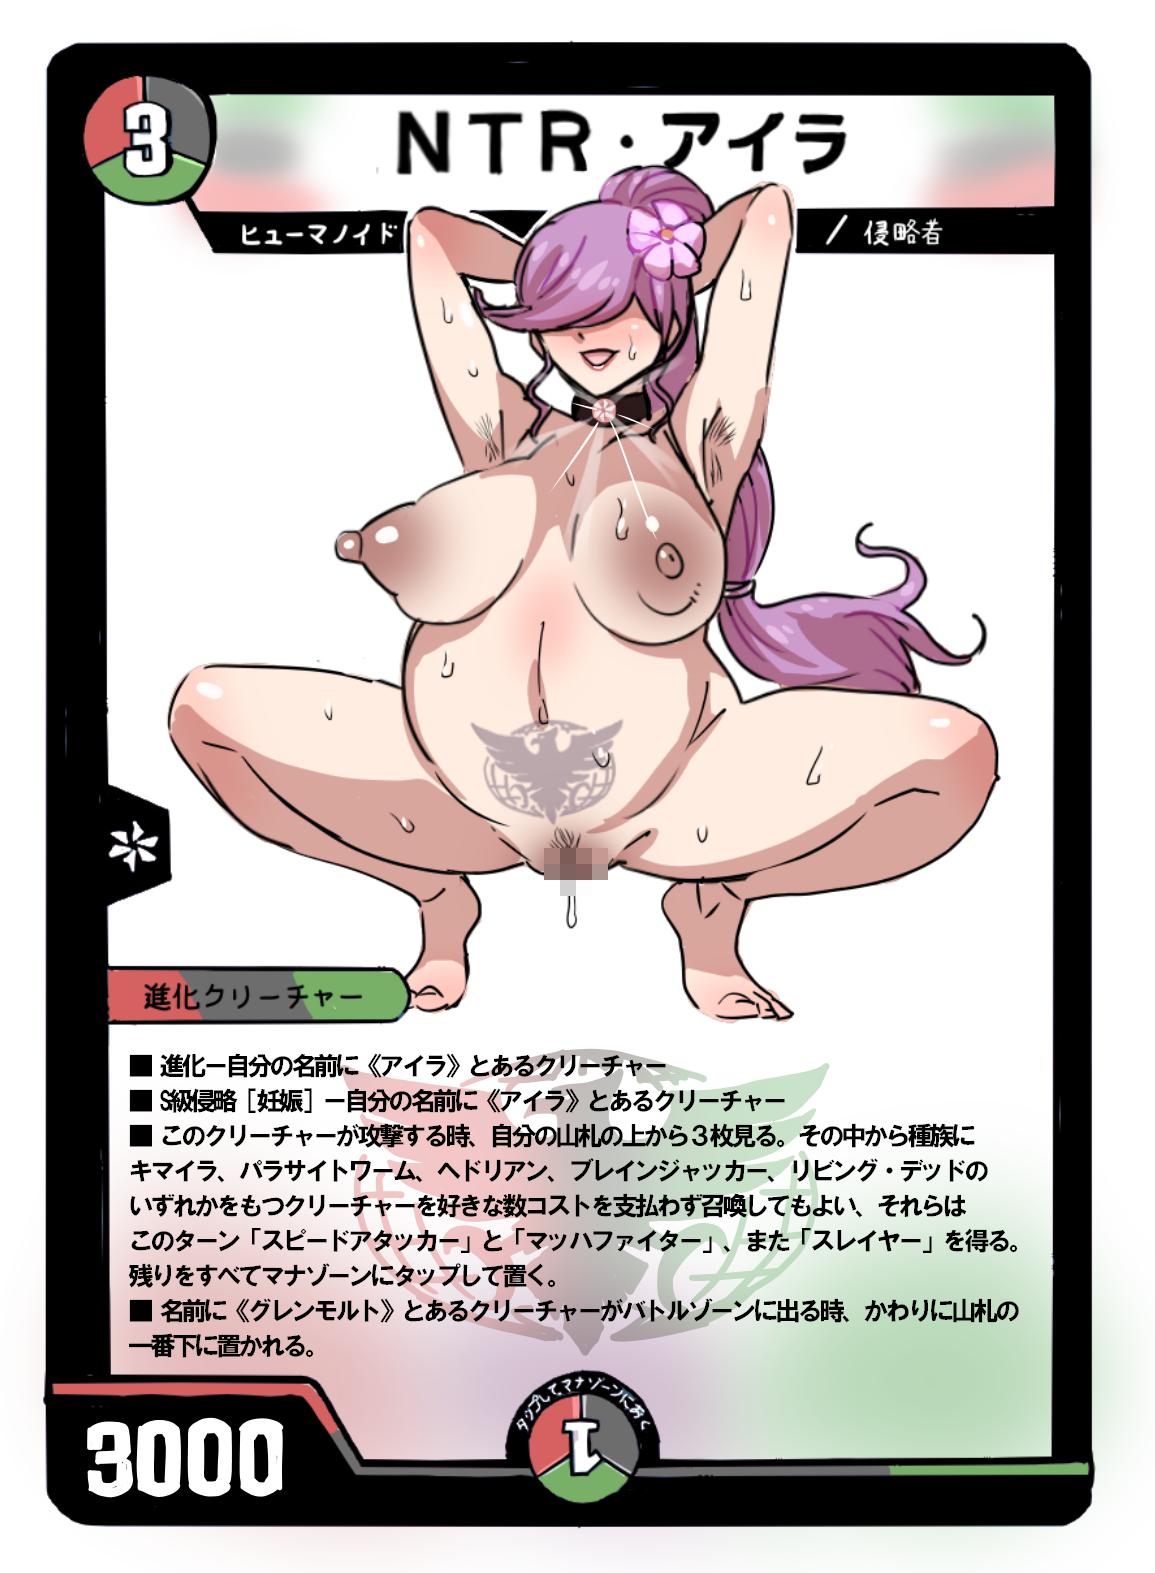 3
NTR・アイラ
ヒューマノイド / 侵略者
進化クリーチャー
■ 進化ー自分の名前に《アイラ》とあるクリーチャー
■ S級侵略［妊娠］ー自分の名前に《アイラ》とあるクリーチャー
■ このクリーチャーが攻撃する時、自分の山札の上から３枚見る。その中から種族に
キマイラ、パラサイトワーム、ヘドリアン、ブレインジャッカー、リビング・デッドの
いずれかをもつクリーチャーを好きな数コストを支払わず召喚してもよい、それらは
このターン「スピードアタッカー」と「マッハファイター」、また「スレイヤー」を得る。
残りをすべてマナゾーンにタップして置く。
■ 名前に《グレンモルト》とあるクリーチャーがバトルゾーンに出る時、かわりに山札の
一番下に置かれる。
タップしてマナゾーンにおく
3000
1